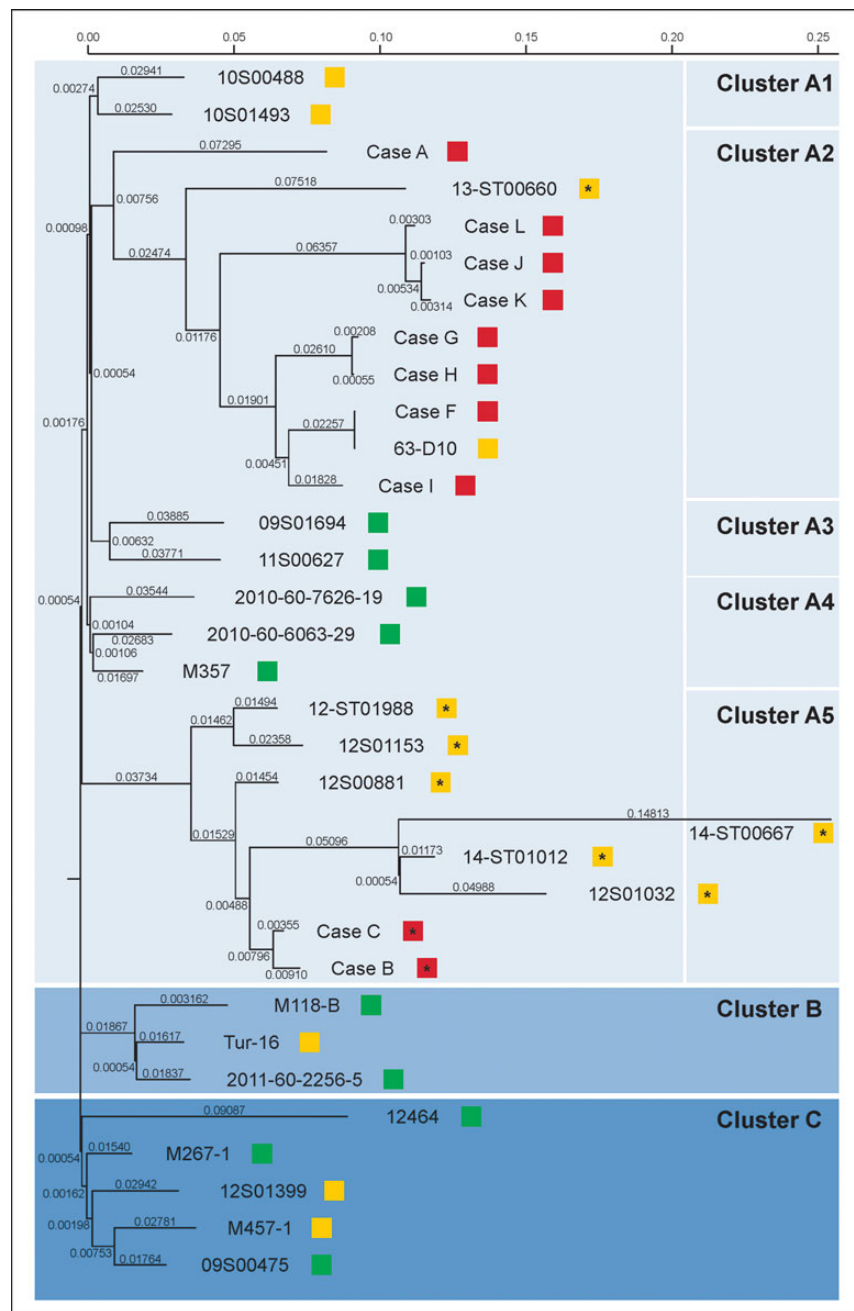 0.00 0.05 0.10 0.15 0.20 0.25
0.02941
10S00488
Cluster A1
0.00274
0.02530
10S01493
0.07295
Case A
Cluster A2
0.07518
13-ST00660 *
0.00756
0.00303
Case L
0.00098
0.02474
0.06357
0.00103
Case J
0.00534
0.00314
Case K
0.01176
0.00208
Case G
0.02610
0.00054
0.00055
Case H
0.01901
Case F
0.00176
0.02257
63-D10
0.00451
0.01828
Case I
0.03885
09S01694
Cluster A3
0.00632
0.03771
11S00627
0.00054
0.03544
2010-60-7626-19
Cluster A4
0.00104
0.02683
2010-60-6063-29
0.00106
0.01697
M357
0.01494
12-ST01988 *
Cluster A5
0.01462
0.02358
12S01153 *
0.03734
0.01454
12S00881 *
0.14813
0.01529
14-ST00667 *
0.05096
0.01173
14-ST01012 *
0.00054
0.04988
12S01032 *
0.00488
0.00355
Case C *
0.00796
0.00910
Case B *
0.003162
M118-B
Cluster B
0.01867
0.01617
Tur-16
0.00054
0.01837
2011-60-2256-5
0.09087
12464
Cluster C
0.00054
0.01540
M267-1
0.00162
0.02942
12S01399
0.00198
0.02781
M457-1
0.00753
0.01764
09S00475